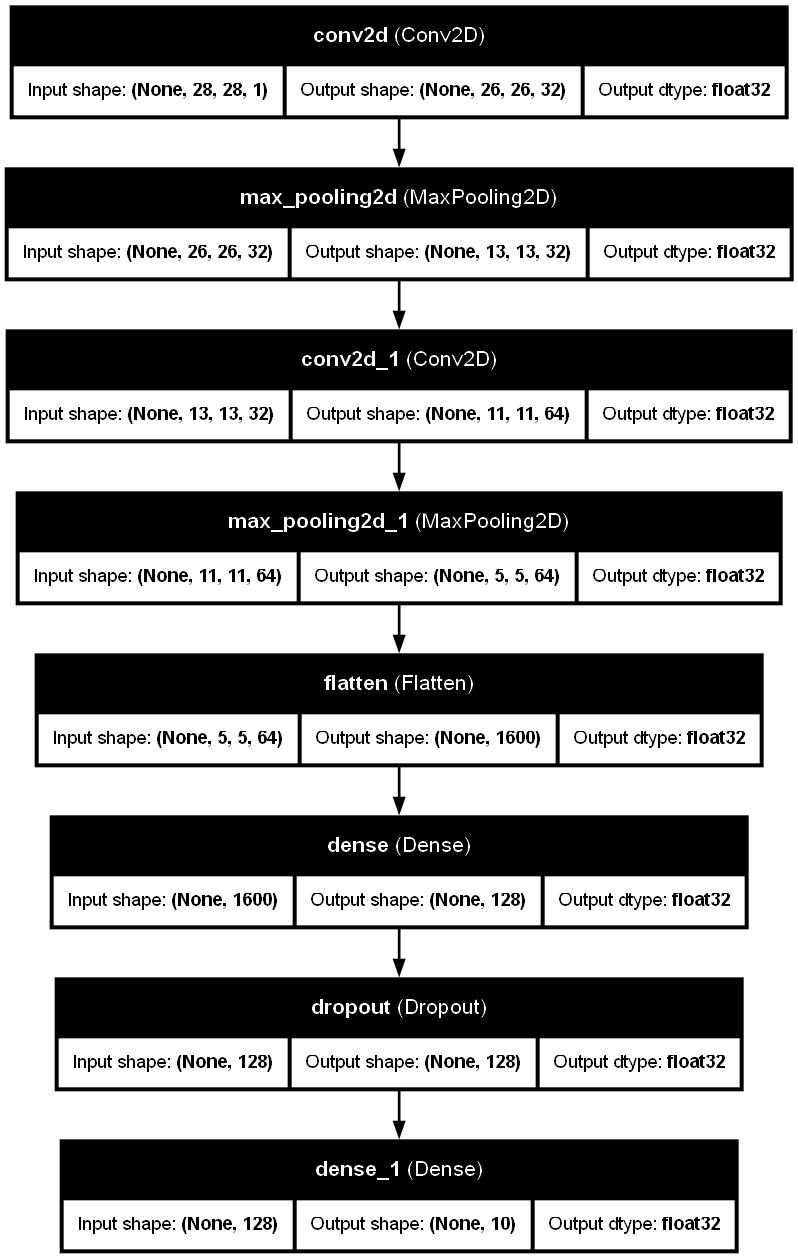 conv2d (Conv2D)
Input shape: (None, 28, 28, 1) Output shape: (None, 26, 26, 32) Output dtype: float32
max_pooling2d (MaxPooling2D)
Input shape: (None, 26, 26, 32) Output shape: (None, 13, 13, 32) Output dtype: float32
conv2d_1 (Conv2D)
Input shape: (None, 13, 13, 32) Output shape: (None, 11, 11, 64) Output dtype: float32
max_pooling2d_1 (MaxPooling2D)
Input shape: (None, 11, 11, 64) Output shape: (None, 5, 5, 64) Output dtype: float32
flatten (Flatten)
Input shape: (None, 5, 5, 64) Output shape: (None, 1600) Output dtype: float32
dense (Dense)
Input shape: (None, 1600) Output shape: (None, 128) Output dtype: float32
dropout (Dropout)
Input shape: (None, 128) Output shape: (None, 128) Output dtype: float32
dense_1 (Dense)
Input shape: (None, 128) Output shape: (None, 10) Output dtype: float32